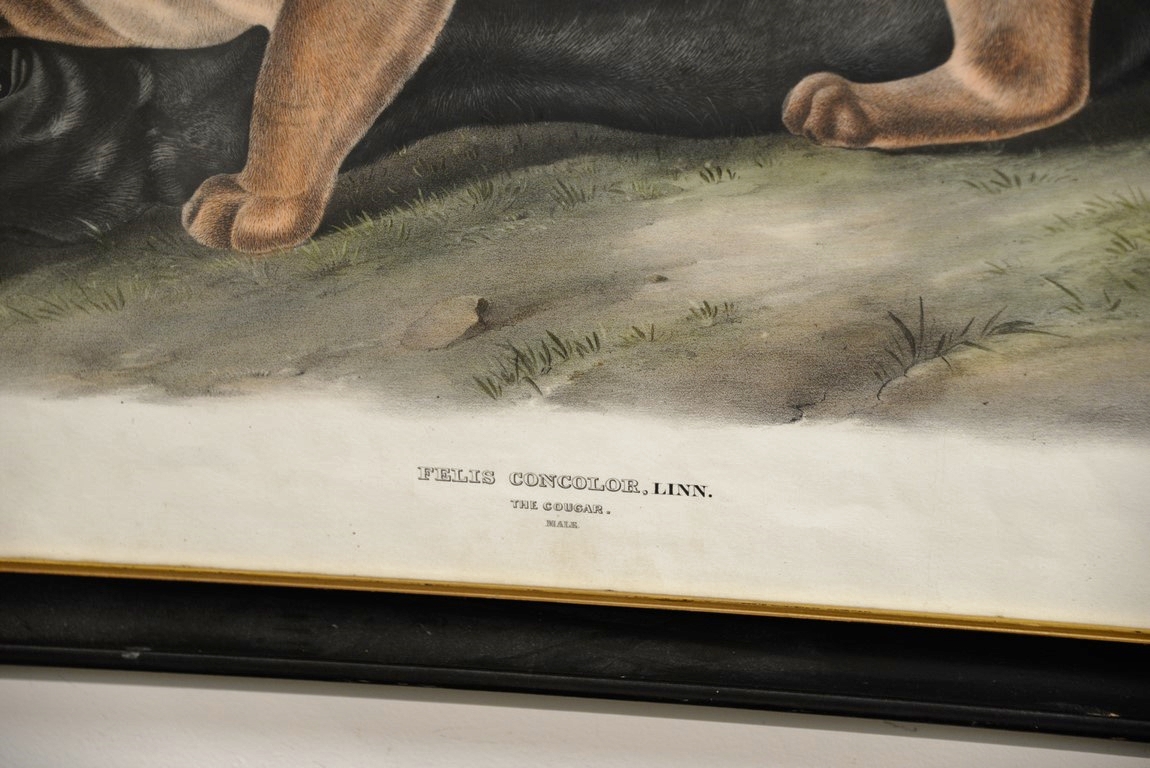 FELIS CONCOLOR, LINN.
THE COUGAR.
MALE.